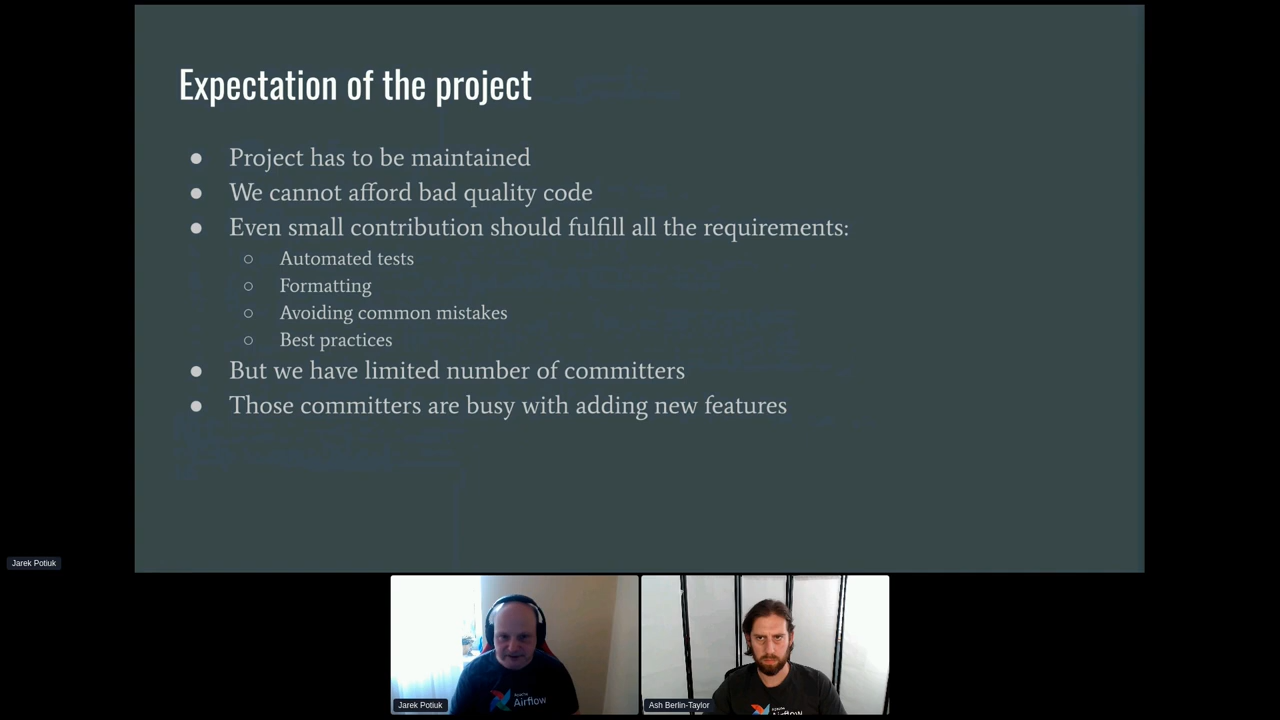 Expectation of the project
● Project has to be maintained
● We cannot afford bad quality code
● Even small contribution should fulfill all the requirements:
○ Automated tests
○ Formatting
○ Avoiding common mistakes
○ Best practices
● But we have limited number of committers
● Those committers are busy with adding new features
Jarek Potiuk
Airflow
Jarek Potiuk
Airflow
Ash Berlin-Taylor